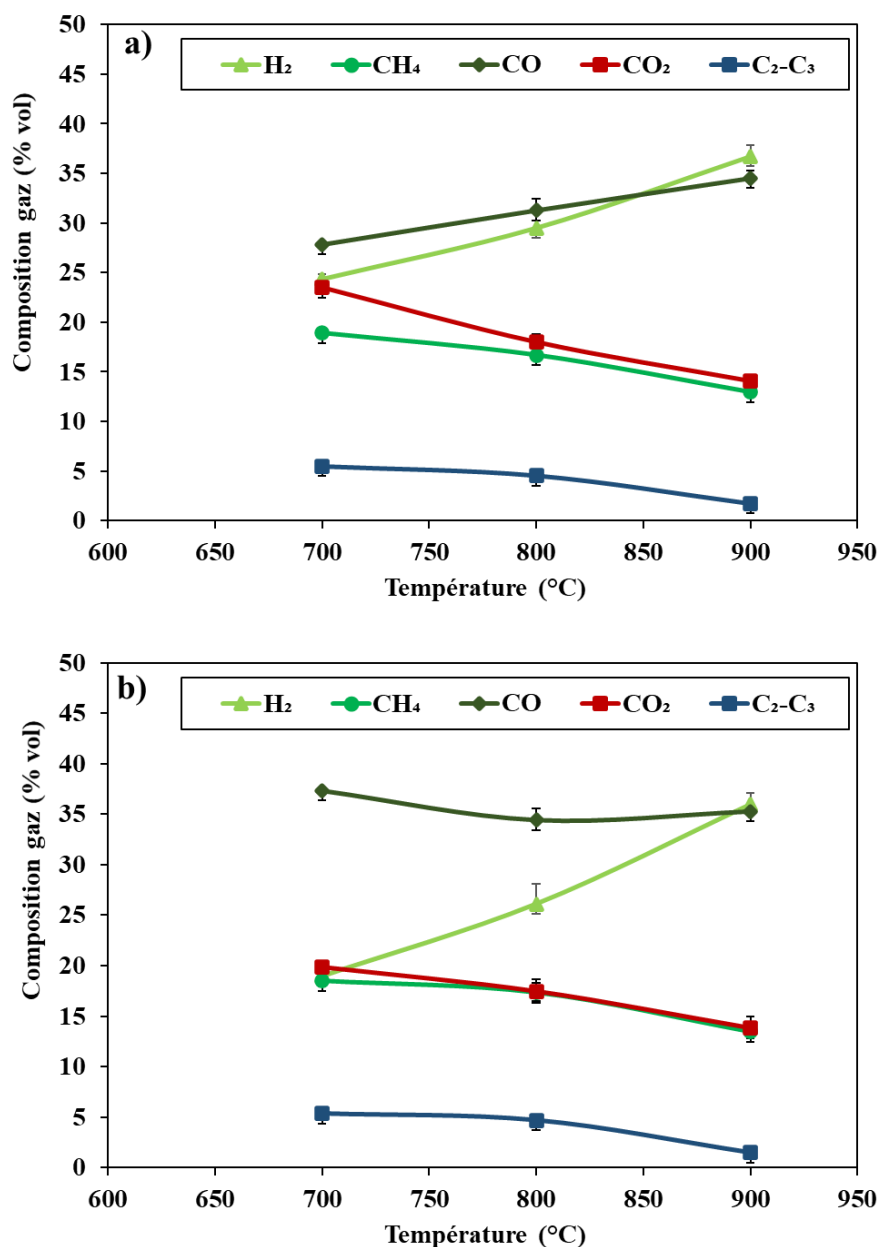 a)
H₂ CH₄ CO CO₂ C₂-C₃
Composition gaz (% vol)
50
45
40
35
30
25
20
15
10
5
0
600 650 700 750 800 850 900 950
Température (°C)
b)
H₂ CH₄ CO CO₂ C₂-C₃
Composition gaz (% vol)
50
45
40
35
30
25
20
15
10
5
0
600 650 700 750 800 850 900 950
Température (°C)